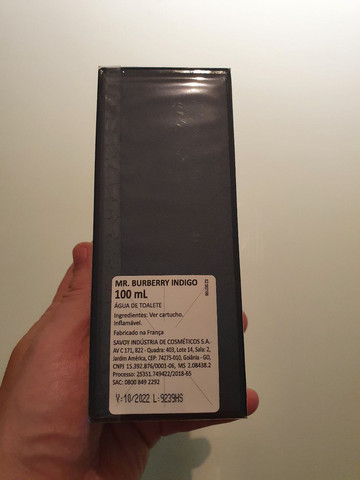 MR. BURBERRY INDIGO
100 mL
ÁGUA DE TOALETE
Ingredientes: Ver cartucho.
Inflamável.
Fabricado na França
SAVOY INDÚSTRIA DE COSMÉTICOS S.A.
AV C 171, 822 - Quadra: 403, Lote 14, Sala: 2,
Jardim América, CEP: 74275-010, Goiânia - GO,
CNPJ 15.392.876/0001-06, MS 2.08438.2
Processo: 25351.749422/2018-65
SAC: 0800 849 2292
V:10/2022 L:9239HS